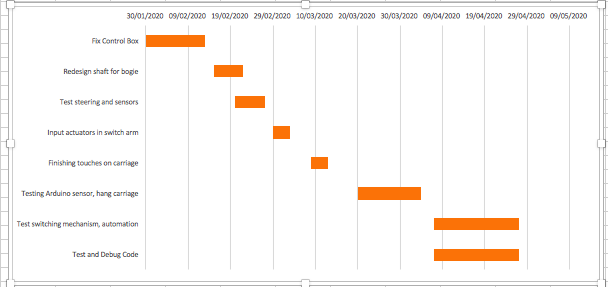 30/01/2020 09/02/2020 19/02/2020 29/02/2020 10/03/2020 20/03/2020 30/03/2020 09/04/2020 19/04/2020 29/04/2020 09/05/2020
Fix Control Box
Redesign shaft for bogie
Test steering and sensors
Input actuators in switch arm
Finishing touches on carriage
Testing Arduino sensor, hang carriage
Test switching mechanism, automation
Test and Debug Code